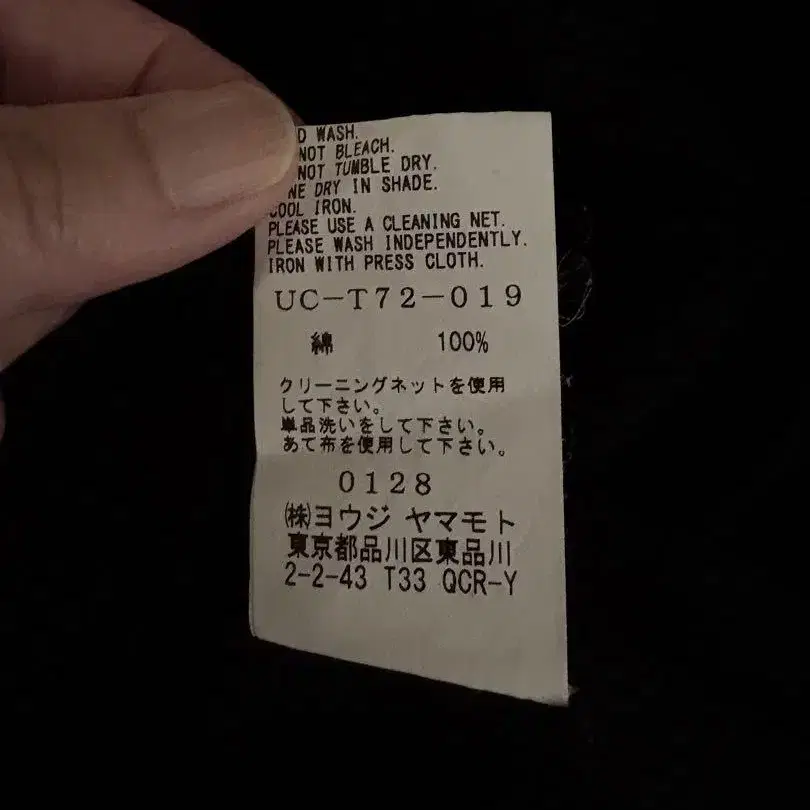 D WASH.
NOT BLEACH.
NOT TUMBLE DRY.
NE DRY IN SHADE.
COOL IRON.
PLEASE USE A CLEANING NET.
PLEASE WASH INDEPENDENTLY.
IRON WITH PRESS CLOTH.
UC-T72-019
綿 100%
クリーニングネットを使用
して下さい。
単品洗いをして下さい。
あて布を使用して下さい。
0128
㈱ヨウジ ヤマモト
東京都品川区東品川
2-2-43 T33 QCR-Y